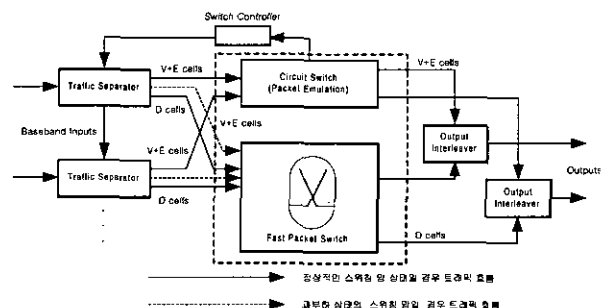 Switch Controller
V+E cells
V+E cells
Traffic Separator
Circuit Switch
(Packet Emulation)
D cells
V+E cells
Baseband Inputs
Output
Interleaver
V+E cells
Outputs
Traffic Separator
Output
Interleaver
D cells
Fast Packet Switch
D cells
정상적인 스위칭 망 상태일 경우 트래픽 흐름
과부하 상태의 스위칭 망일 경우 트래픽 흐름